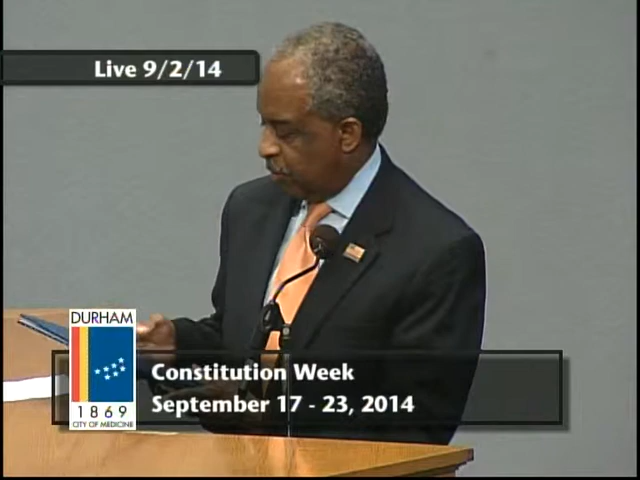 Live 9/2/14
DURHAM
1869
CITY OF MEDICINE
Constitution Week
September 17 - 23, 2014